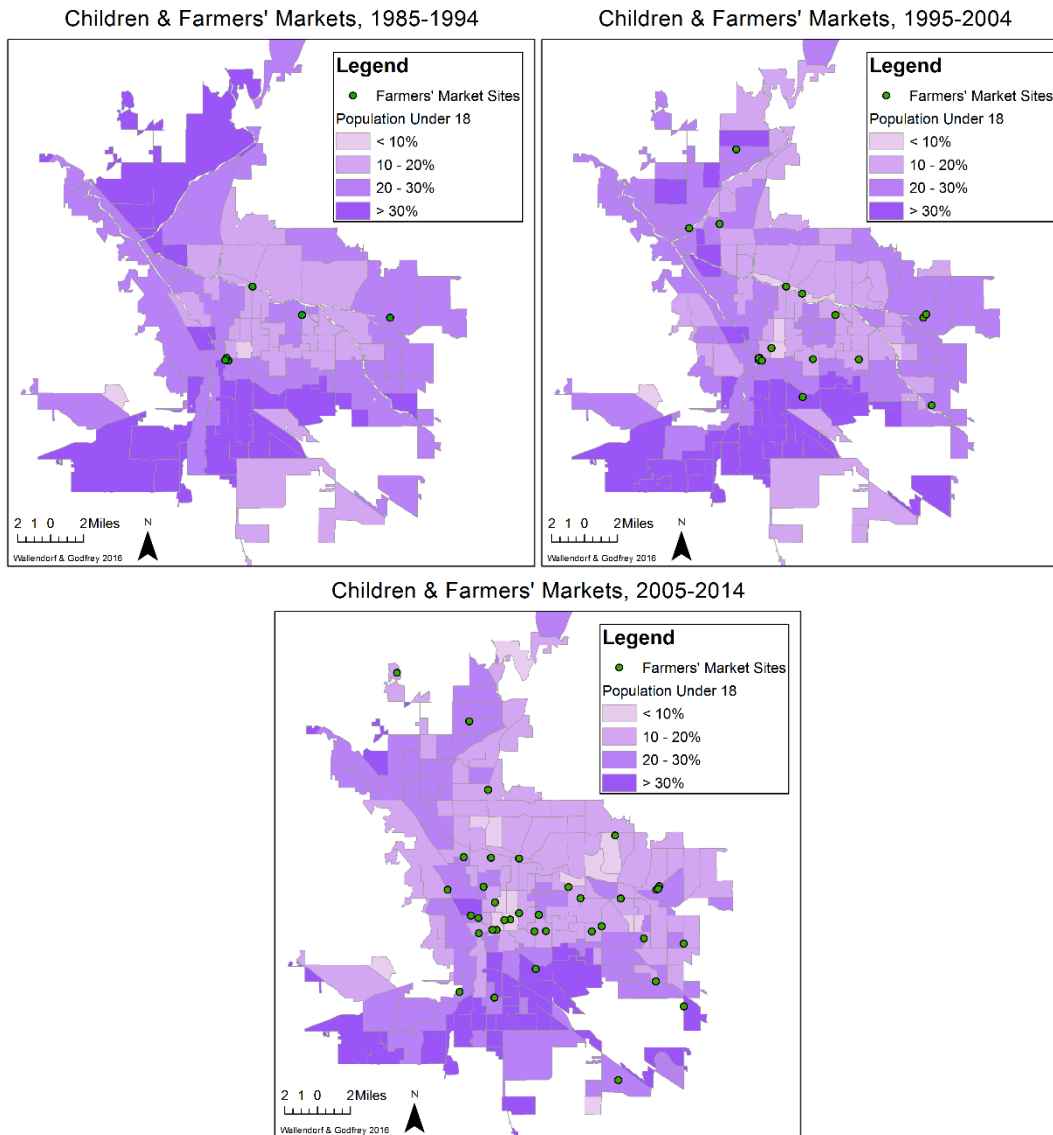 Children & Farmers' Markets, 1985-1994
Legend
Farmers' Market Sites
Population Under 18
< 10%
10 - 20%
20 - 30%
> 30%
2 1 0 2 Miles
N
Wallendorf & Godfrey 2016
Children & Farmers' Markets, 1995-2004
Legend
Farmers' Market Sites
Population Under 18
< 10%
10 - 20%
20 - 30%
> 30%
2 1 0 2 Miles
N
Wallendorf & Godfrey 2016
Children & Farmers' Markets, 2005-2014
Legend
Farmers' Market Sites
Population Under 18
< 10%
10 - 20%
20 - 30%
> 30%
2 1 0 2 Miles
N
Wallendorf & Godfrey 2016